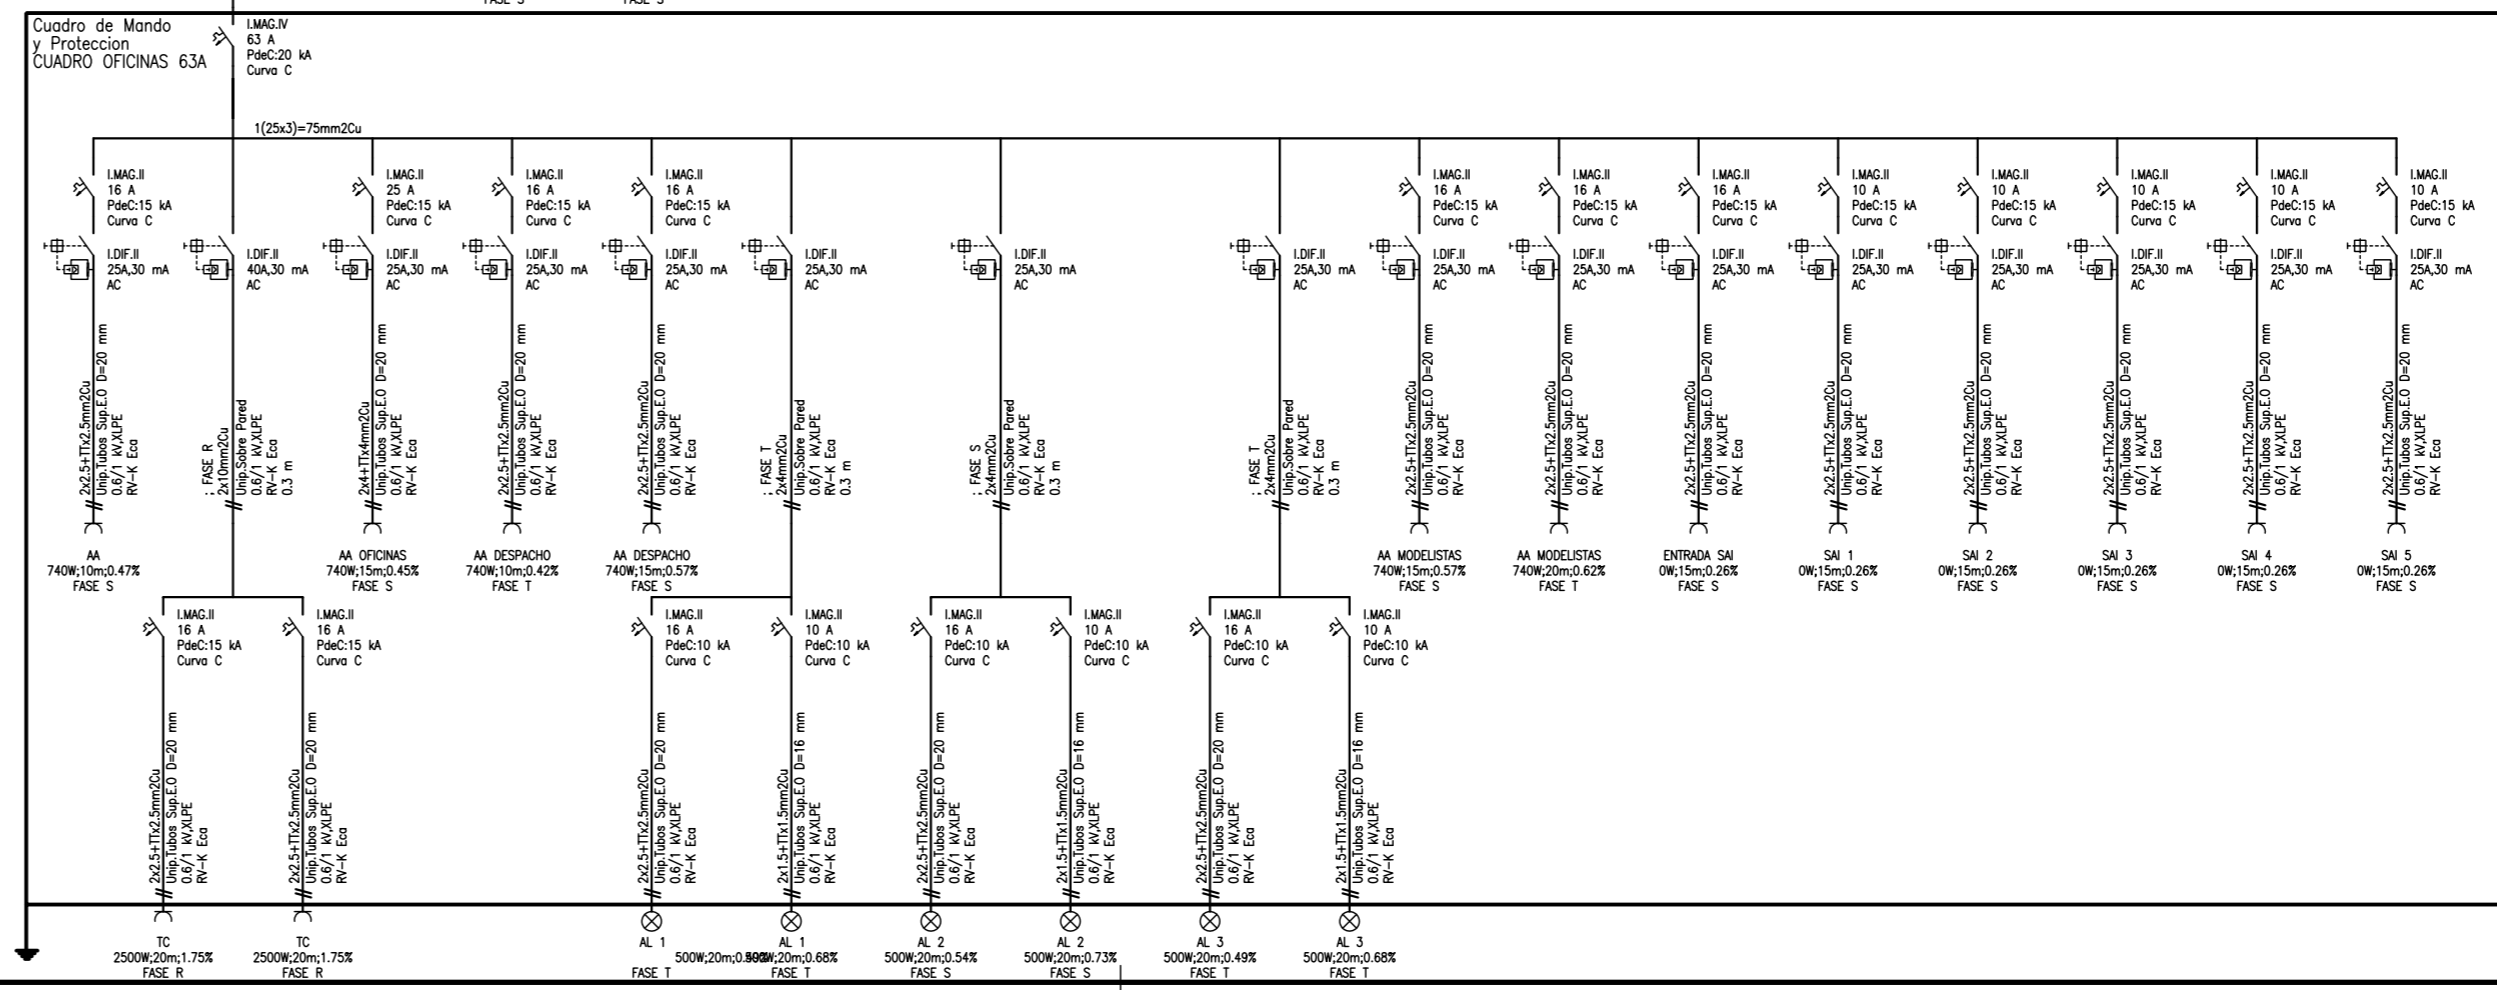 FASE S
FASE S
Cuadro de Mando
y Proteccion
CUADRO OFICINAS 63A
I.MAG.IV
63 A
PdeC:20 kA
Curva C
1(25x3)=75mm2Cu
I.MAG.II
16 A
PdeC:15 kA
Curva C
I.DIF.II
25A,30 mA
AC
2x2.5+TTx2.5mm2Cu
Unip.Tubos Sup.E.O D=20 mm
0.6/1 kV,XLPE
RV-K Eca
AA
740W;10m;0.47%
FASE S
I.DIF.II
40A,30 mA
AC
; FASE R
2x10mm2Cu
Unip.Sobre Pared
0.6/1 kV,XLPE
RV-K Eca
0.3 m
I.MAG.II
25 A
PdeC:15 kA
Curva C
I.DIF.II
25A,30 mA
AC
2x4+TTx4mm2Cu
Unip.Tubos Sup.E.O D=20 mm
0.6/1 kV,XLPE
RV-K Eca
AA OFICINAS
740W;15m;0.45%
FASE S
I.MAG.II
16 A
PdeC:15 kA
Curva C
I.DIF.II
25A,30 mA
AC
2x2.5+TTx2.5mm2Cu
Unip.Tubos Sup.E.O D=20 mm
0.6/1 kV,XLPE
RV-K Eca
AA DESPACHO
740W;10m;0.42%
FASE T
I.MAG.II
16 A
PdeC:15 kA
Curva C
I.DIF.II
25A,30 mA
AC
2x2.5+TTx2.5mm2Cu
Unip.Tubos Sup.E.O D=20 mm
0.6/1 kV,XLPE
RV-K Eca
AA DESPACHO
740W;15m;0.57%
FASE S
I.DIF.II
25A,30 mA
AC
; FASE T
2x4mm2Cu
Unip.Sobre Pared
0.6/1 kV,XLPE
RV-K Eca
0.3 m
I.DIF.II
25A,30 mA
AC
; FASE S
2x4mm2Cu
Unip.Sobre Pared
0.6/1 kV,XLPE
RV-K Eca
0.3 m
I.DIF.II
25A,30 mA
AC
; FASE T
2x4mm2Cu
Unip.Sobre Pared
0.6/1 kV,XLPE
RV-K Eca
0.3 m
I.MAG.II
16 A
PdeC:15 kA
Curva C
I.DIF.II
25A,30 mA
AC
2x2.5+TTx2.5mm2Cu
Unip.Tubos Sup.E.O D=20 mm
0.6/1 kV,XLPE
RV-K Eca
AA MODELISTAS
740W;15m;0.57%
FASE S
I.MAG.II
16 A
PdeC:15 kA
Curva C
I.DIF.II
25A,30 mA
AC
2x2.5+TTx2.5mm2Cu
Unip.Tubos Sup.E.O D=20 mm
0.6/1 kV,XLPE
RV-K Eca
AA MODELISTAS
740W;20m;0.62%
FASE T
I.MAG.II
16 A
PdeC:15 kA
Curva C
I.DIF.II
25A,30 mA
AC
2x2.5+TTx2.5mm2Cu
Unip.Tubos Sup.E.O D=20 mm
0.6/1 kV,XLPE
RV-K Eca
ENTRADA SAI
0W;15m;0.26%
FASE S
I.MAG.II
10 A
PdeC:15 kA
Curva C
I.DIF.II
25A,30 mA
AC
2x2.5+TTx2.5mm2Cu
Unip.Tubos Sup.E.O D=20 mm
0.6/1 kV,XLPE
RV-K Eca
SAI 1
0W;15m;0.26%
FASE S
I.MAG.II
10 A
PdeC:15 kA
Curva C
I.DIF.II
25A,30 mA
AC
2x2.5+TTx2.5mm2Cu
Unip.Tubos Sup.E.O D=20 mm
0.6/1 kV,XLPE
RV-K Eca
SAI 2
0W;15m;0.26%
FASE S
I.MAG.II
10 A
PdeC:15 kA
Curva C
I.DIF.II
25A,30 mA
AC
2x2.5+TTx2.5mm2Cu
Unip.Tubos Sup.E.O D=20 mm
0.6/1 kV,XLPE
RV-K Eca
SAI 3
0W;15m;0.26%
FASE S
I.MAG.II
10 A
PdeC:15 kA
Curva C
I.DIF.II
25A,30 mA
AC
2x2.5+TTx2.5mm2Cu
Unip.Tubos Sup.E.O D=20 mm
0.6/1 kV,XLPE
RV-K Eca
SAI 4
0W;15m;0.26%
FASE S
I.MAG.II
10 A
PdeC:15 kA
Curva C
I.DIF.II
25A,30 mA
AC
2x2.5+TTx2.5mm2Cu
Unip.Tubos Sup.E.O D=20 mm
0.6/1 kV,XLPE
RV-K Eca
SAI 5
0W;15m;0.26%
FASE S
I.MAG.II
16 A
PdeC:15 kA
Curva C
2x2.5+TTx2.5mm2Cu
Unip.Tubos Sup.E.O D=20 mm
0.6/1 kV,XLPE
RV-K Eca
TC
2500W;20m;1.75%
FASE R
I.MAG.II
16 A
PdeC:15 kA
Curva C
2x2.5+TTx2.5mm2Cu
Unip.Tubos Sup.E.O D=20 mm
0.6/1 kV,XLPE
RV-K Eca
TC
2500W;20m;1.75%
FASE R
I.MAG.II
16 A
PdeC:10 kA
Curva C
2x2.5+TTx2.5mm2Cu
Unip.Tubos Sup.E.O D=20 mm
0.6/1 kV,XLPE
RV-K Eca
AL 1
500W;20m;
FASE T
I.MAG.II
10 A
PdeC:10 kA
Curva C
2x1.5+TTx1.5mm2Cu
Unip.Tubos Sup.E.O D=16 mm
0.6/1 kV,XLPE
RV-K Eca
AL 1
;20m;0.68%
FASE T
I.MAG.II
16 A
PdeC:10 kA
Curva C
2x2.5+TTx2.5mm2Cu
Unip.Tubos Sup.E.O D=20 mm
0.6/1 kV,XLPE
RV-K Eca
AL 2
500W;20m;0.54%
FASE S
I.MAG.II
10 A
PdeC:10 kA
Curva C
2x1.5+TTx1.5mm2Cu
Unip.Tubos Sup.E.O D=16 mm
0.6/1 kV,XLPE
RV-K Eca
AL 2
500W;20m;0.73%
FASE S
I.MAG.II
16 A
PdeC:10 kA
Curva C
2x2.5+TTx2.5mm2Cu
Unip.Tubos Sup.E.O D=20 mm
0.6/1 kV,XLPE
RV-K Eca
AL 3
500W;20m;0.49%
FASE T
I.MAG.II
10 A
PdeC:10 kA
Curva C
2x1.5+TTx1.5mm2Cu
Unip.Tubos Sup.E.O D=16 mm
0.6/1 kV,XLPE
RV-K Eca
AL 3
500W;20m;0.68%
FASE T